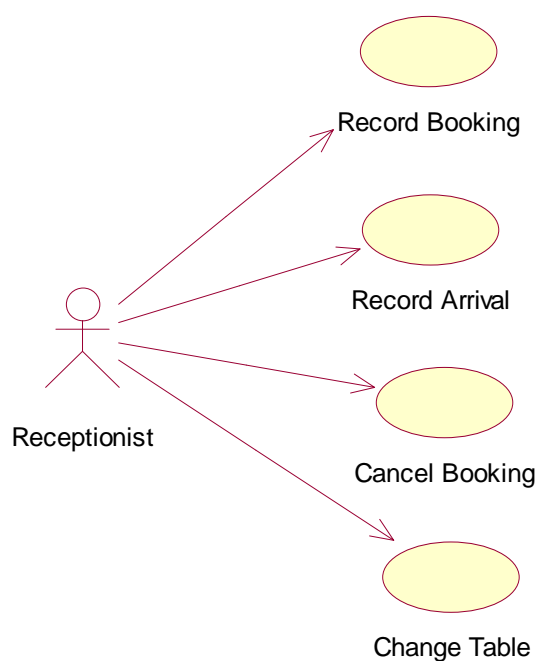 Record Booking
Record Arrival
Receptionist
Cancel Booking
Change Table